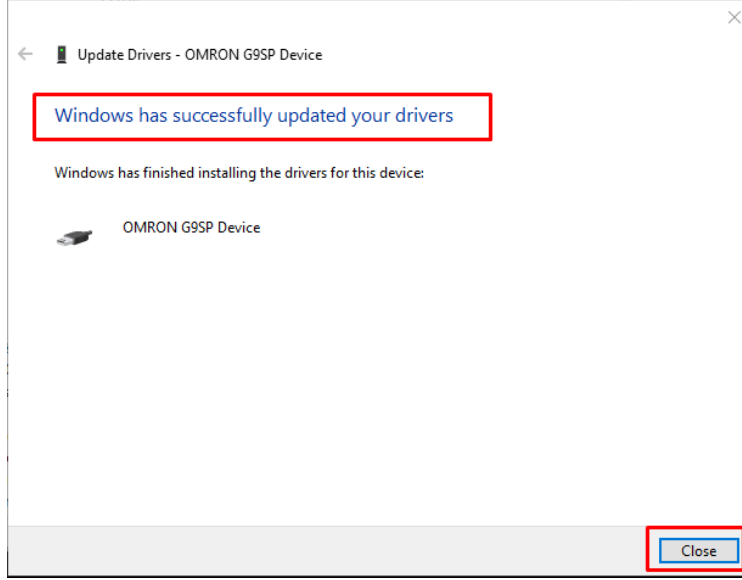 Update Drivers - OMRON G9SP Device
Windows has successfully updated your drivers
Windows has finished installing the drivers for this device:
OMRON G9SP Device
Close